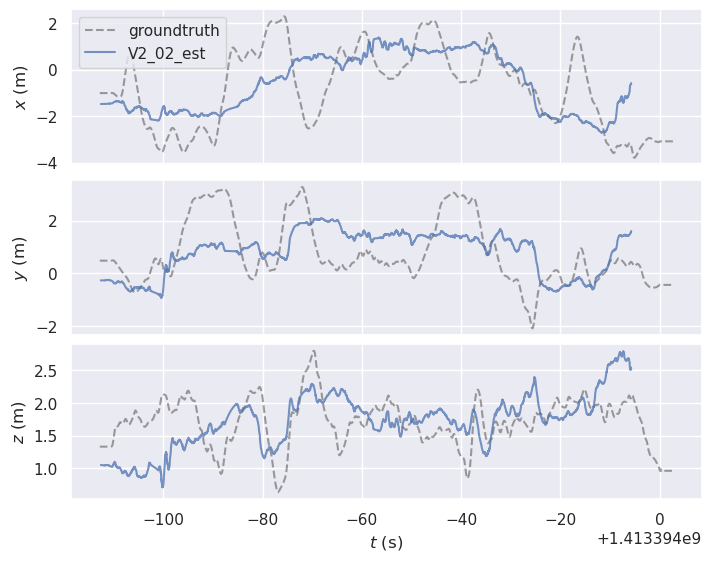 2
0
−2
−4
x (m)
groundtruth
V2_02_est
2
0
−2
y (m)
2.5
2.0
1.5
1.0
z (m)
−100
−80
−60
−40
−20
0
t (s)
+1.413394e9